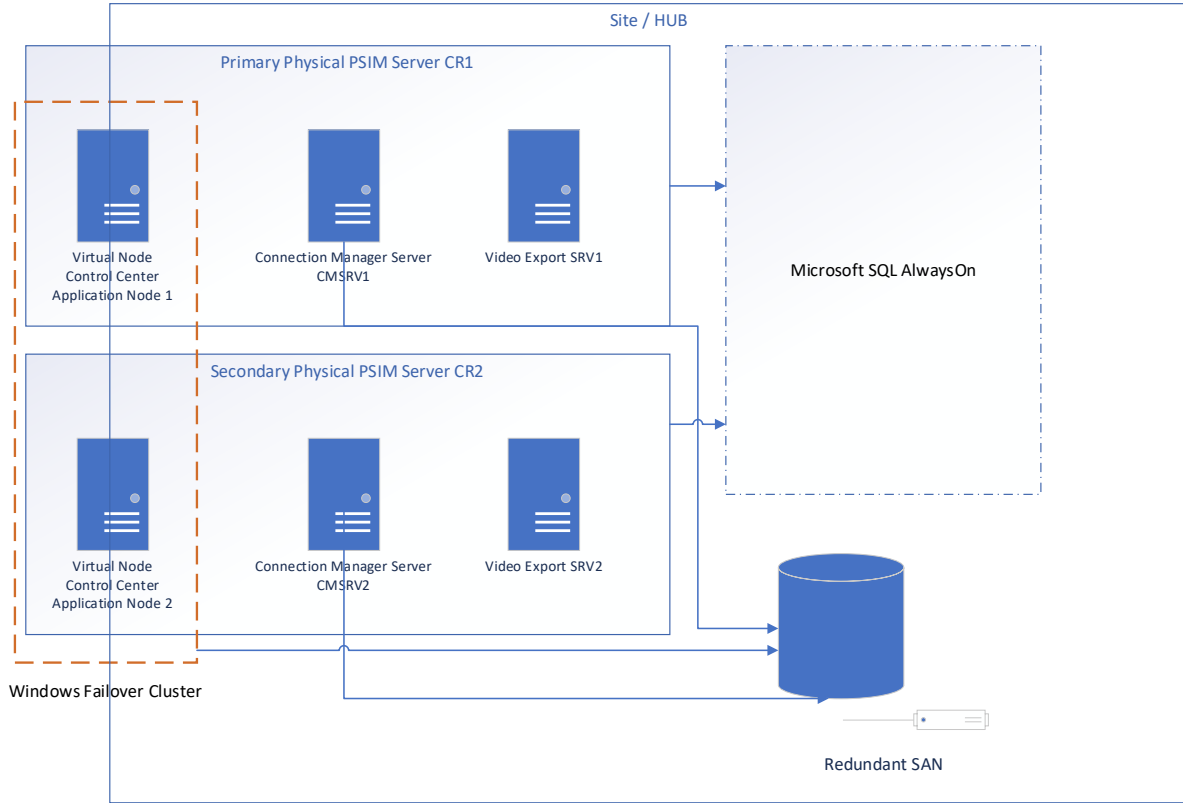 Site / HUB
Primary Physical PSIM Server CR1
Virtual Node
Control Center
Application Node 1
Connection Manager Server
CMSRV1
Video Export SRV1
Microsoft SQL AlwaysOn
Secondary Physical PSIM Server CR2
Virtual Node
Control Center
Application Node 2
Connection Manager Server
CMSRV2
Video Export SRV2
Windows Failover Cluster
Redundant SAN